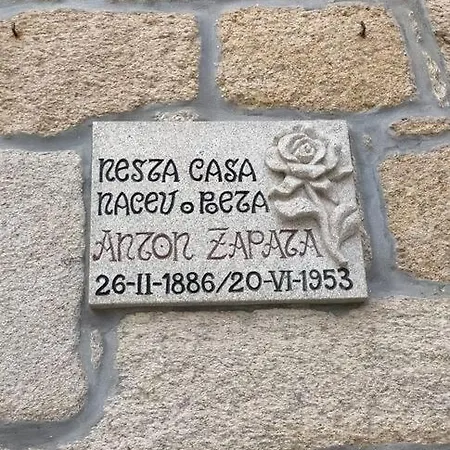 NESTA CASA
NACEU o POETA
ANTON ZAPATA
26-II-1886/20-VI-1953